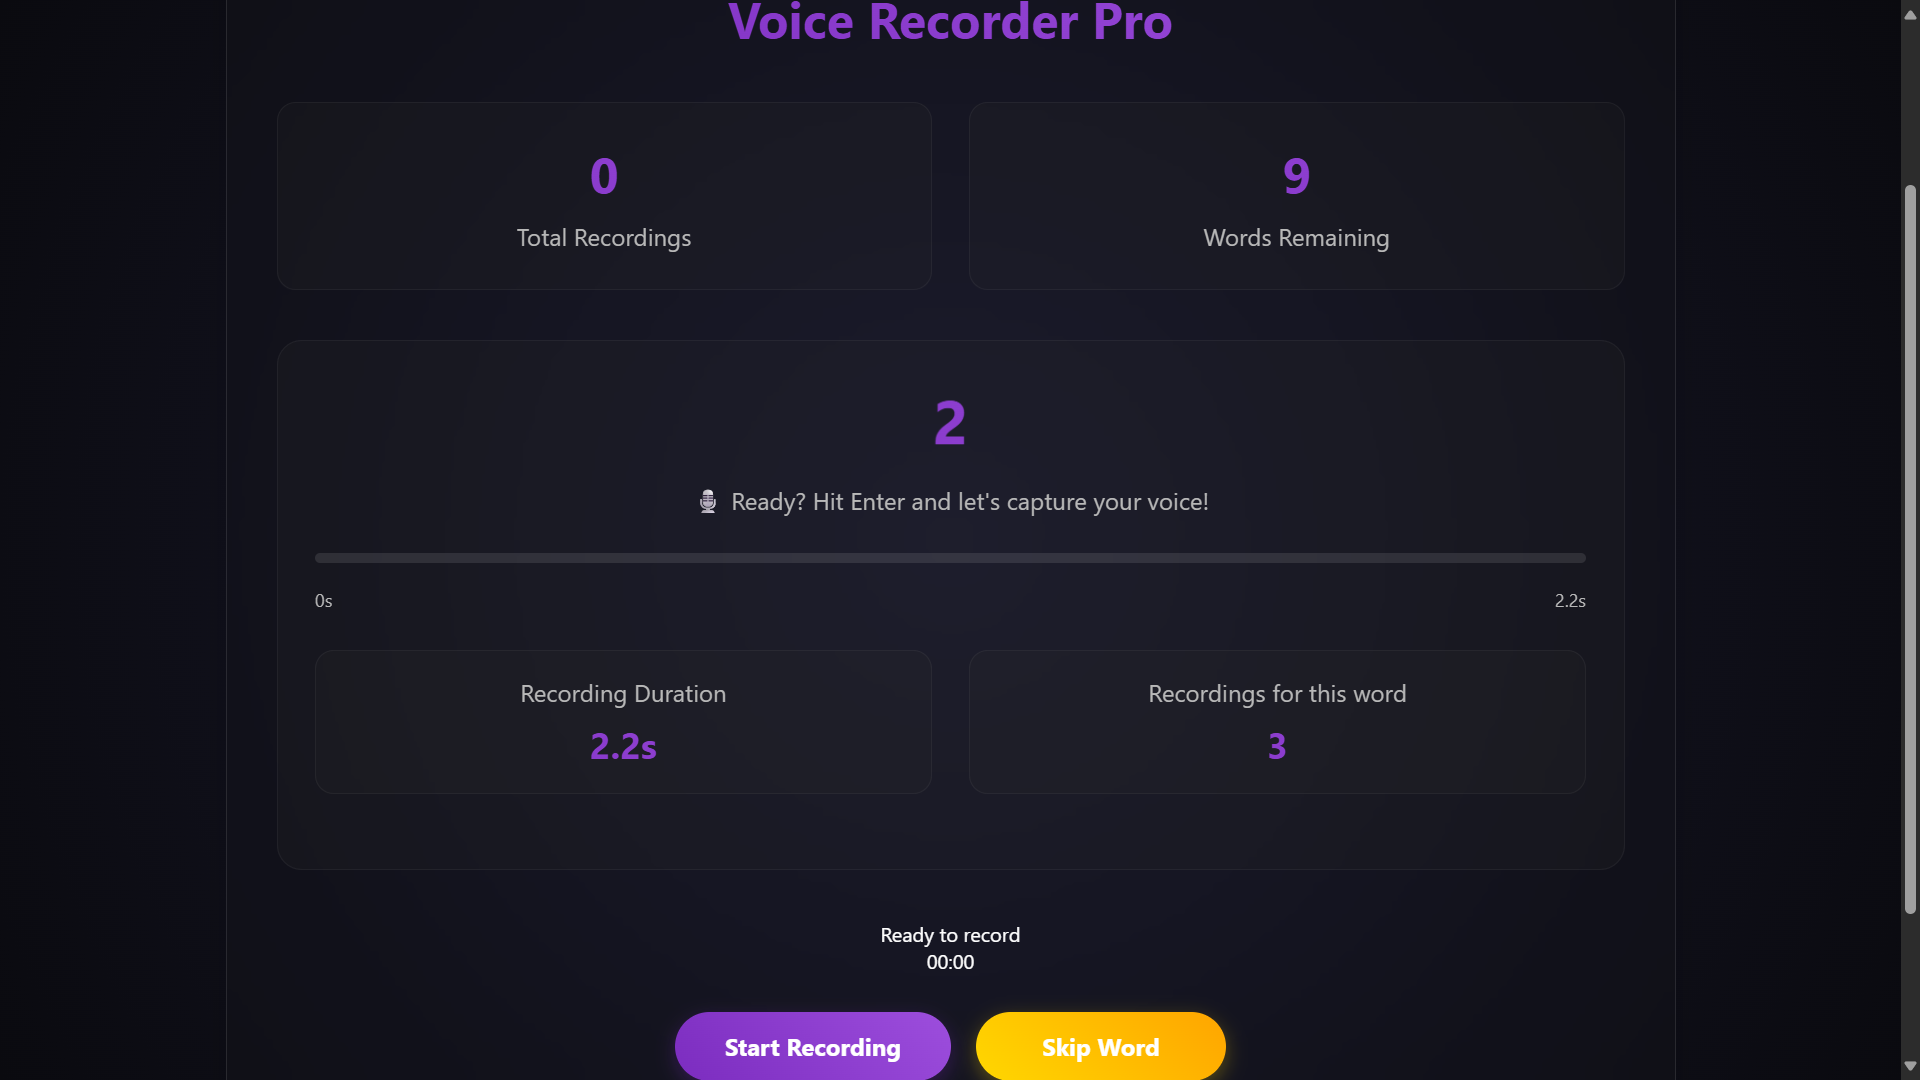 Voice Recorder Pro
0
Total Recordings
9
Words Remaining
2
Ready? Hit Enter and let's capture your voice!
0s
2.2s
Recording Duration
2.2s
Recordings for this word
3
Ready to record
00:00
Start Recording
Skip Word